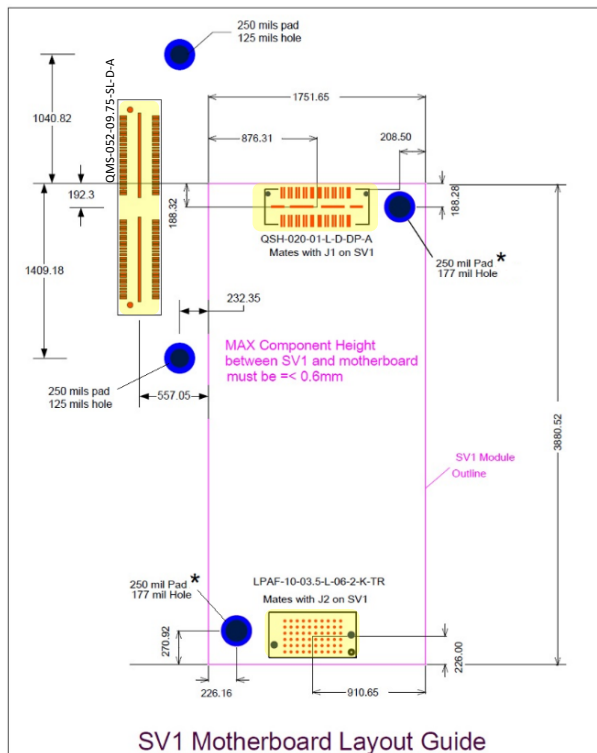 250 mils pad
125 mils hole
QMS-052-09.75-SL-D-A
1040.82
1751.65
876.31
208.50
192.3
188.32
188.28
QSH-020-01-L-D-DP-A
Mates with J1 on SV1
1409.18
250 mil Pad *
177 mil Hole
232.35
MAX Component Height
between SV1 and motherboard
must be =< 0.6mm
250 mils pad
125 mils hole
557.05
3880.52
SV1 Module
Outline
LPAF-10-03.5-L-06-2-K-TR
250 mil Pad *
177 mil Hole
Mates with J2 on SV1
270.92
226.00
226.16
910.65
SV1 Motherboard Layout Guide